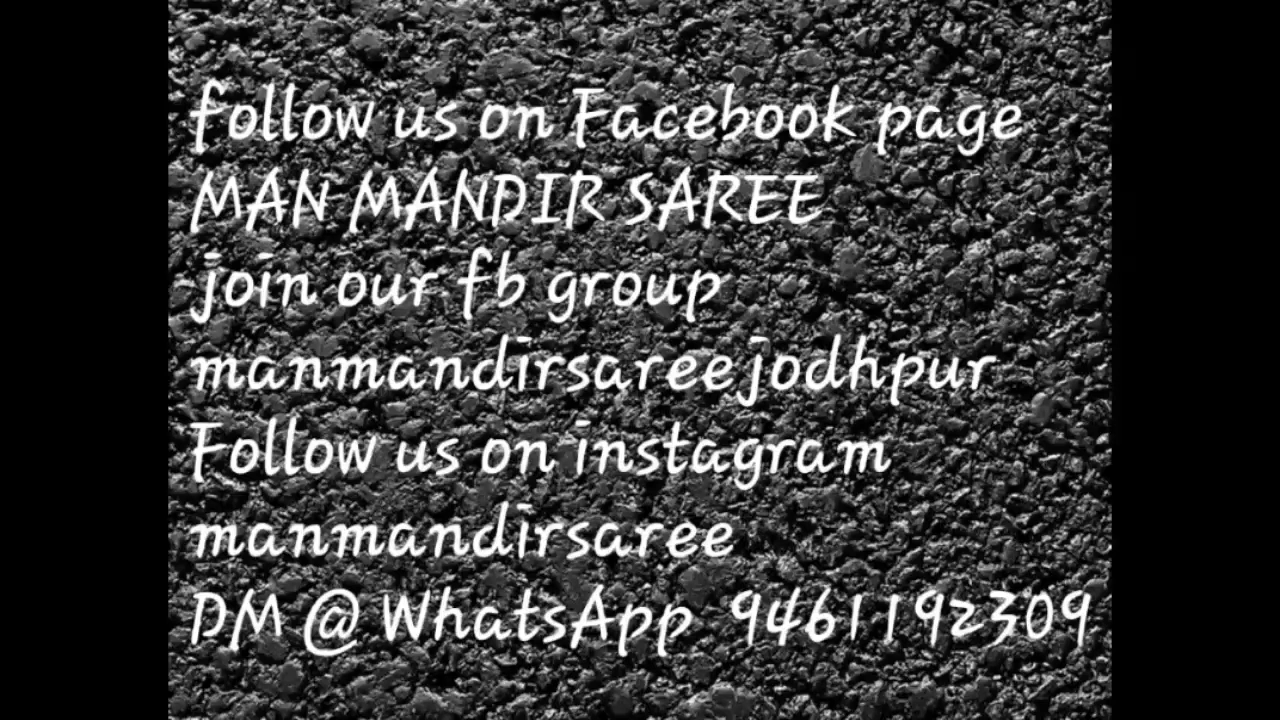 follow us on Facebook page
MAN MANDIR SAREE
join our fb group
manmandirsareejodhpur
Follow us on instagram
manmandirsaree
DM @ WhatsApp 9461192309